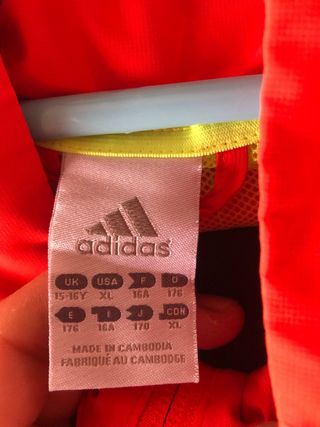 adidas
UK USA F D
15-16Y XL 16A 176
E I J CDN
176 16A 170 XL
MADE IN CAMBODIA
FABRIQUÉ AU CAMBODGE